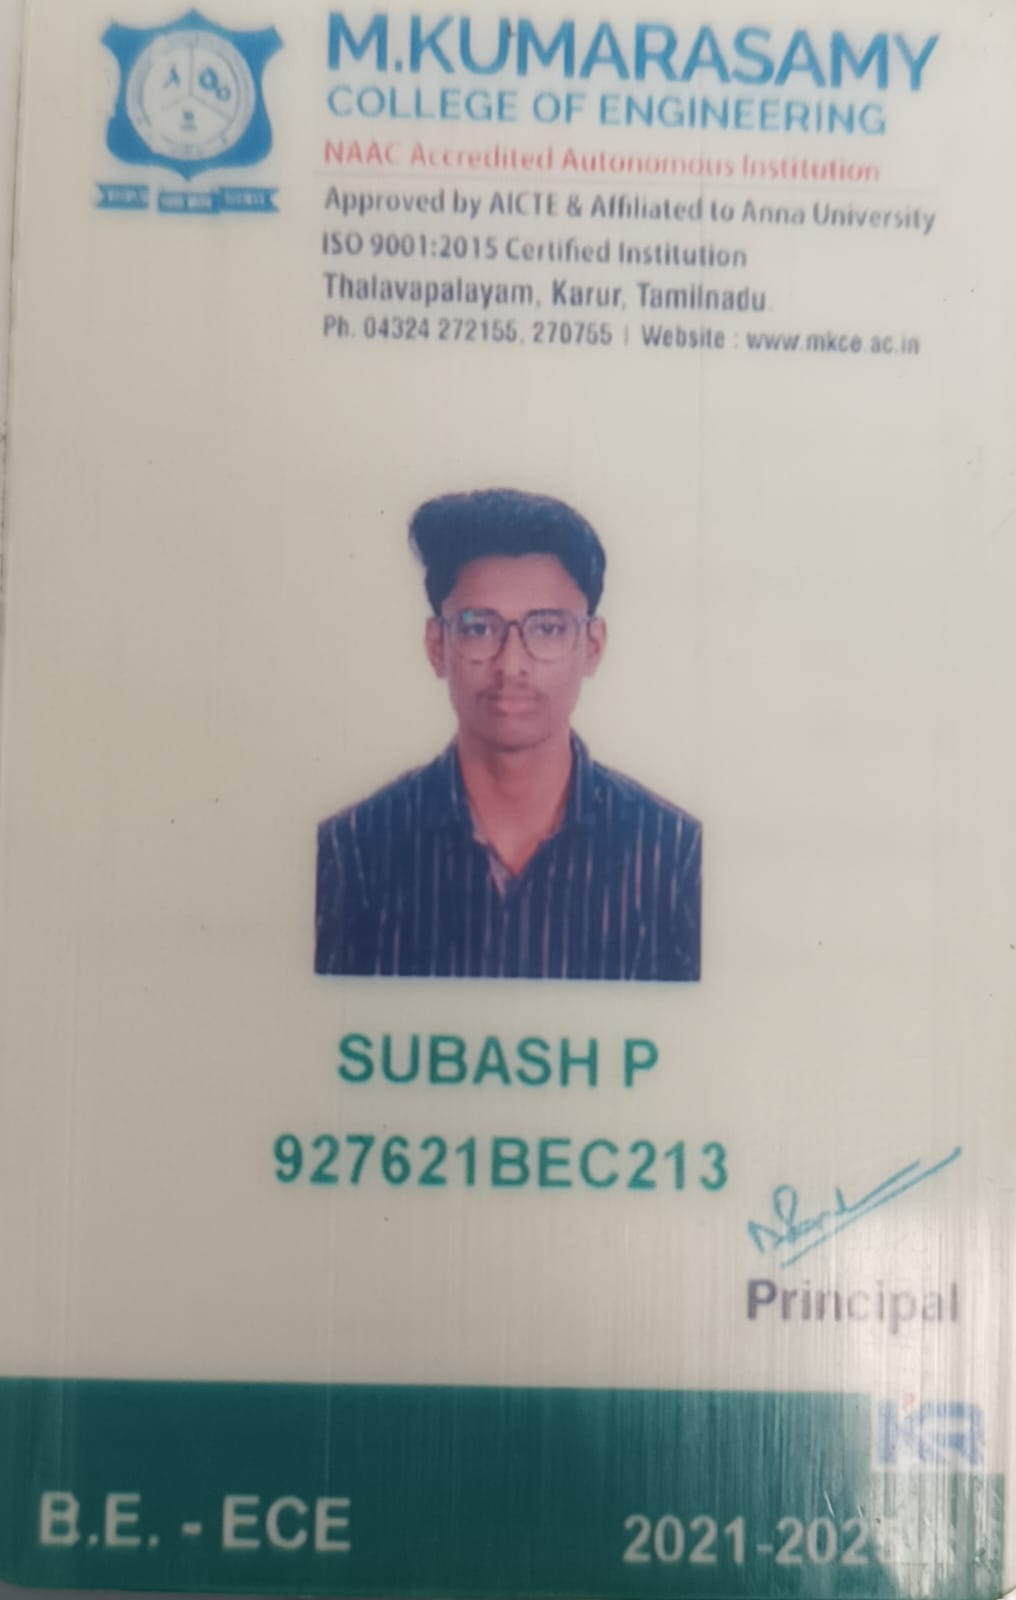 M.KUMARASAMY
COLLEGE OF ENGINEERING
NAAC Accredited Autonomous Institution
Approved by AICTE & Affiliated to Anna University
ISO 9001:2015 Certified Institution
Thalavapalayam, Karur, Tamilnadu.
Ph. 04324 272155, 270755 | Website : www.mkce.ac.in
SUBASH P
927621BEC213
Principal
KR
B.E. - ECE